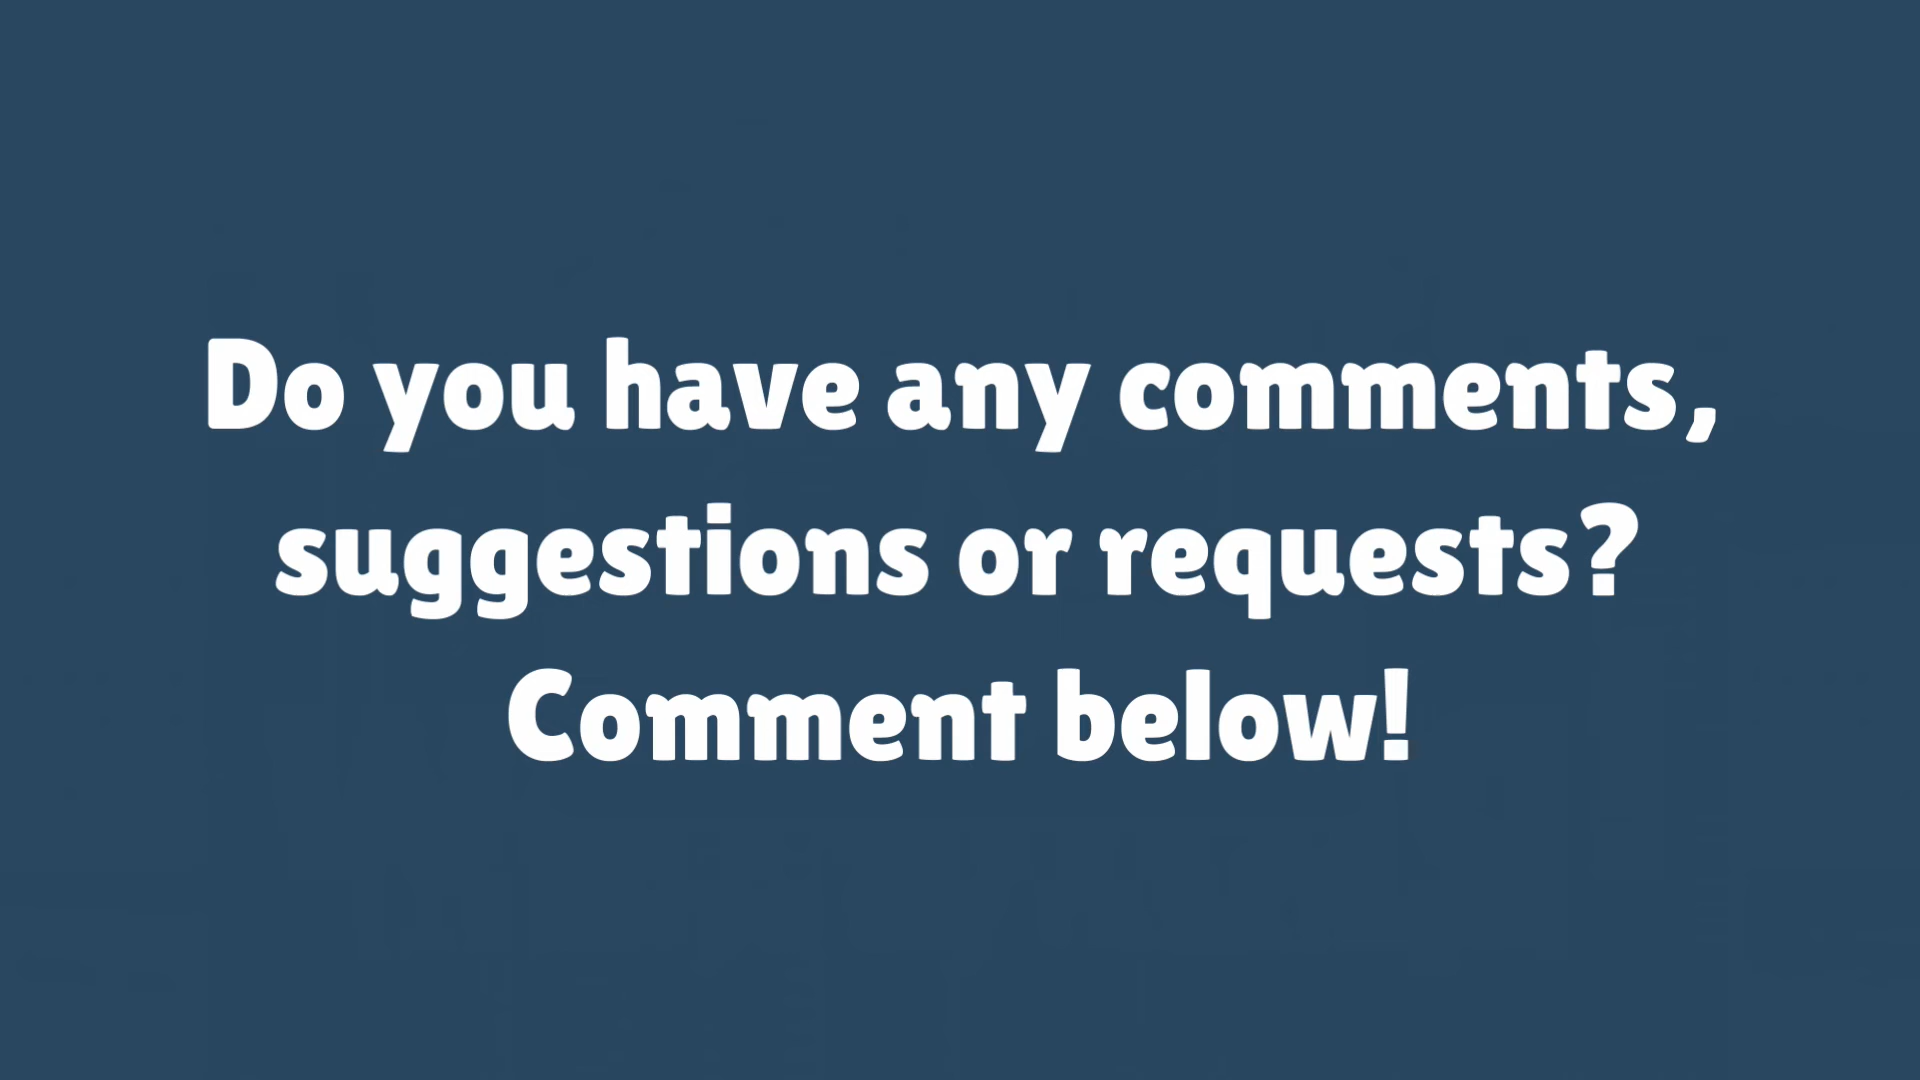 Do you have any comments,
suggestions or requests?
Comment below!